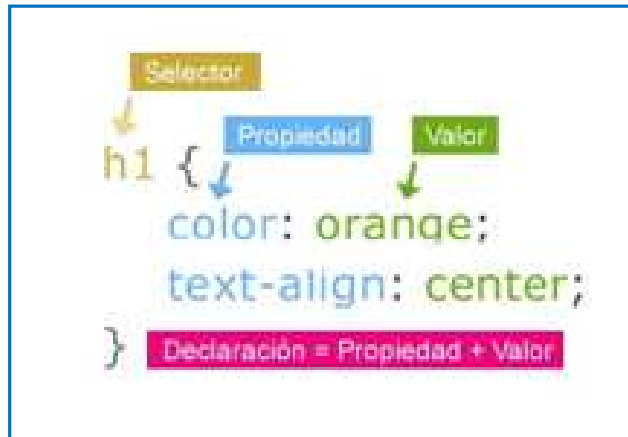 Selector
Propiedad Valor
h1 {
color: orange;
text-align: center;
} Declaración = Propiedad + Valor